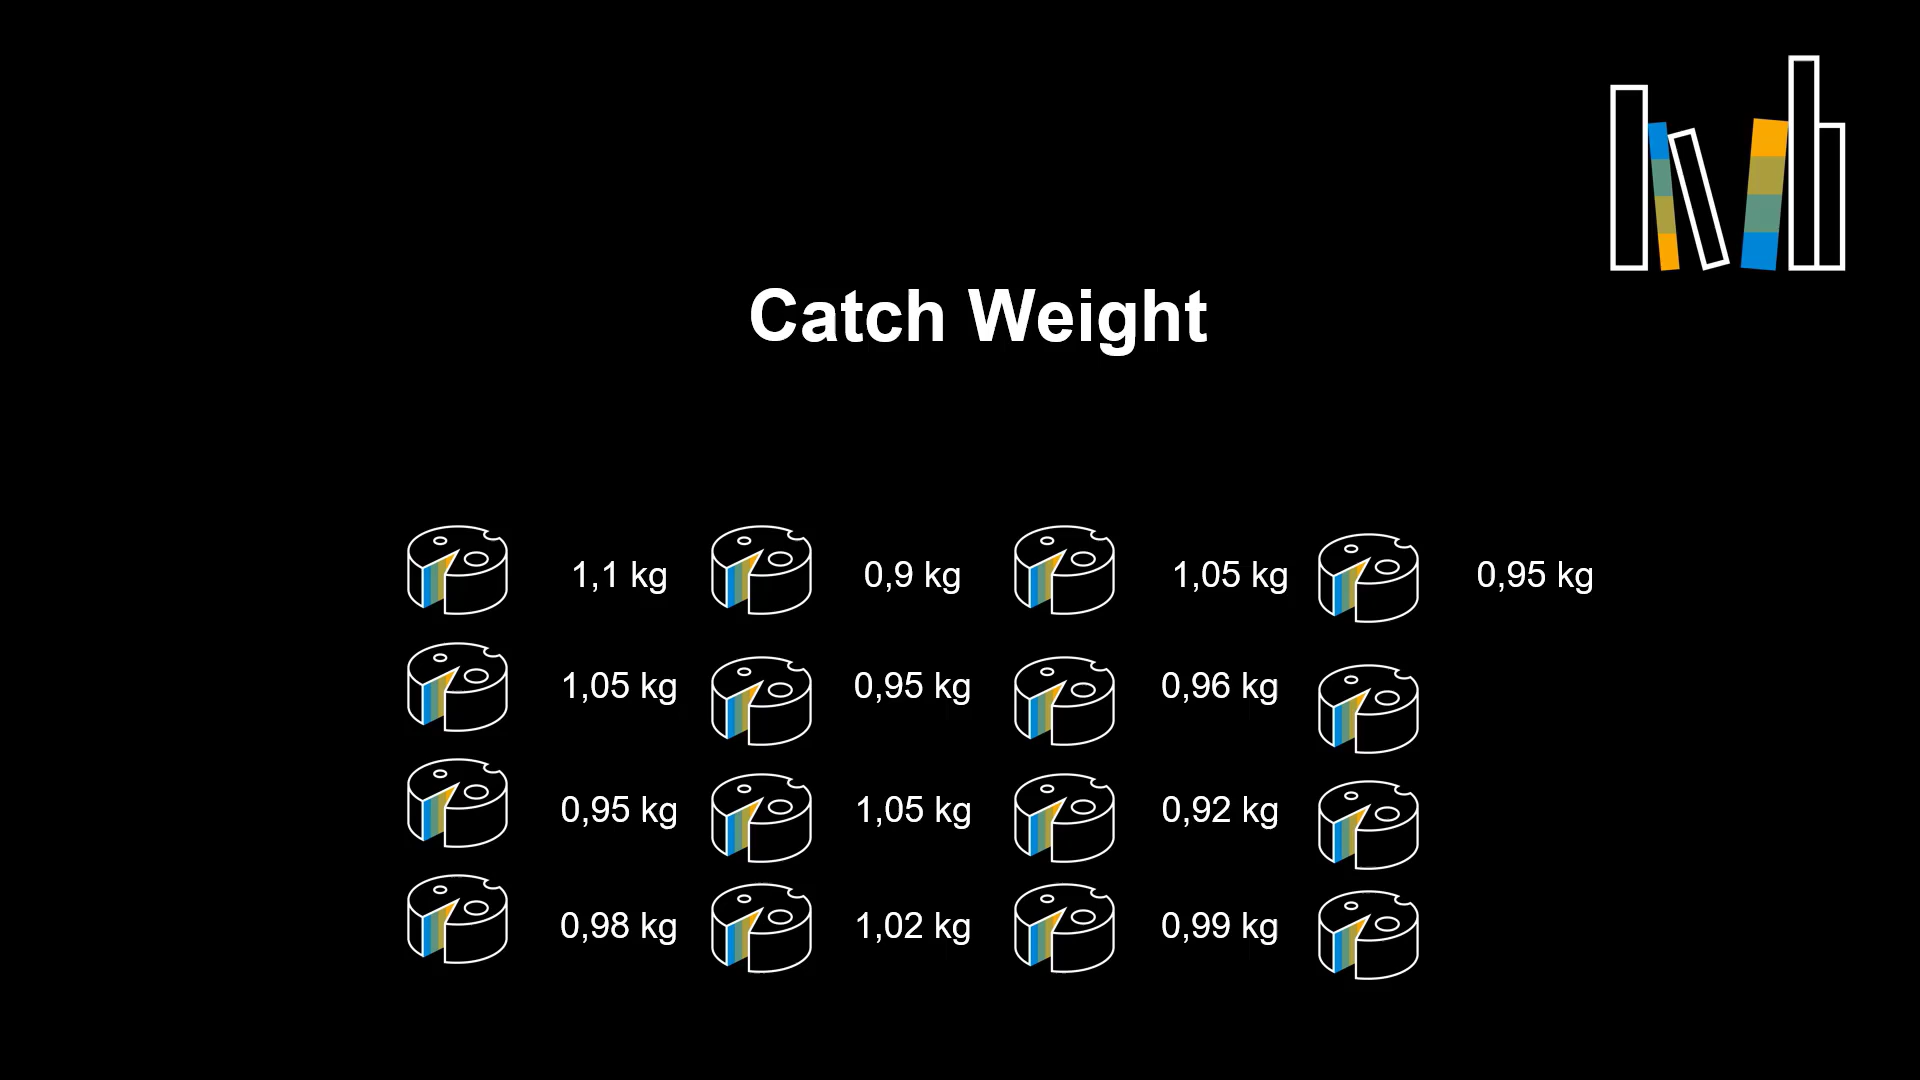 Catch Weight
1,1 kg 0,9 kg 1,05 kg 0,95 kg
1,05 kg 0,95 kg 0,96 kg
0,95 kg 1,05 kg 0,92 kg
0,98 kg 1,02 kg 0,99 kg